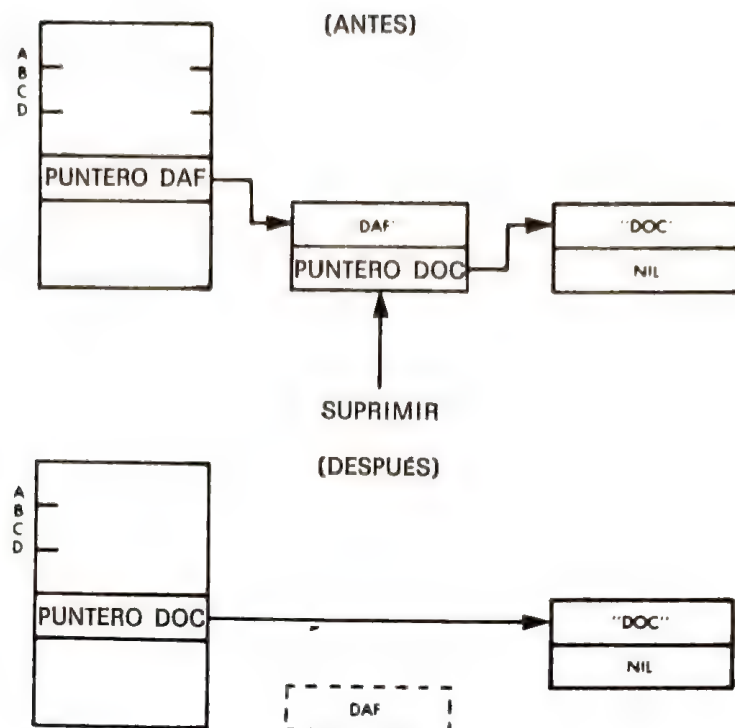 (ANTES)
A
B
C
D
PUNTERO DAF
DAF'
PUNTERO DOC
"DOC'
NIL
SUPRIMIR
(DESPUÉS)
A
B
C
D
PUNTERO DOC
"DOC"
NIL
DAF